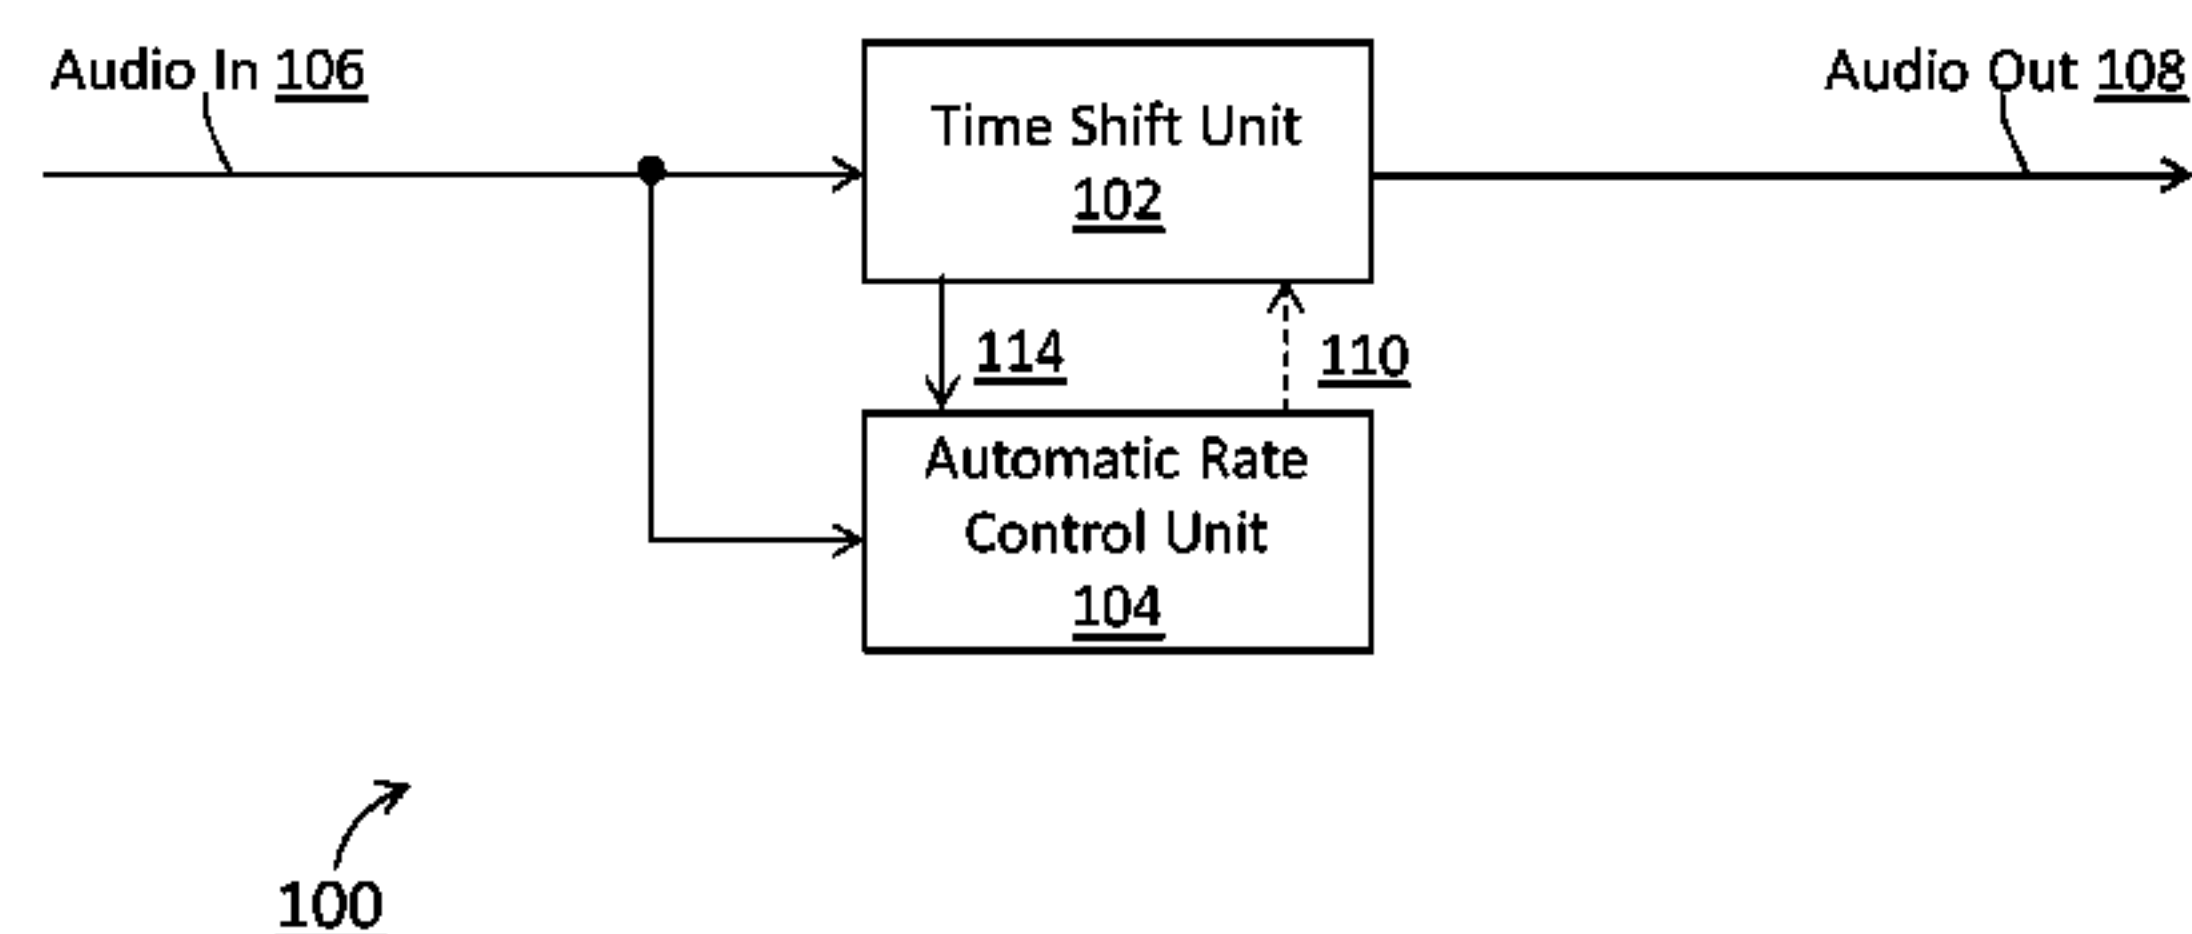 Audio In 106
Audio Out 108
Time Shift Unit
102
114
110
Automatic Rate
Control Unit
104
100